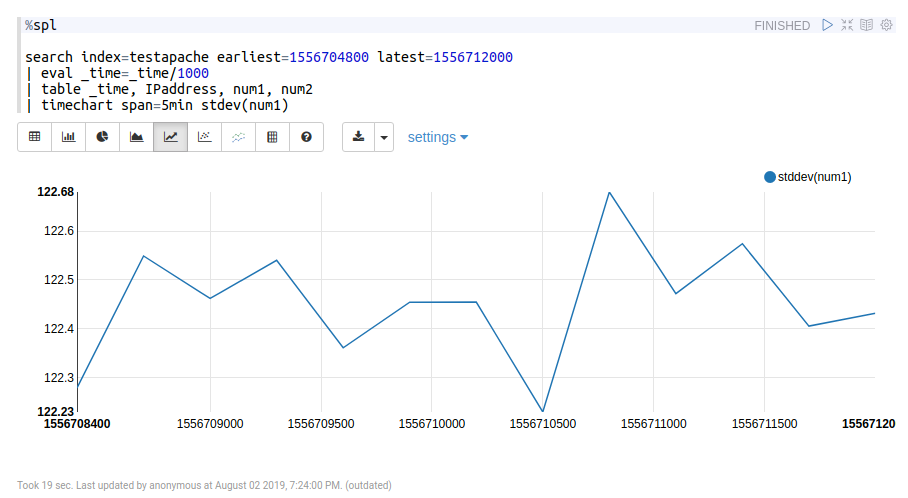 %spl
FINISHED
search index=testapache earliest=1556704800 latest=1556712000
| eval _time=_time/1000
| table _time, IPaddress, num1, num2
| timechart span=5min stdev(num1)
settings
stddev(num1)
122.68
122.6
122.5
122.4
122.3
122.23
1556708400 1556709000 1556709500 1556710000 1556710500 1556711000 1556711500 15567120
Took 19 sec. Last updated by anonymous at August 02 2019, 7:24:00 PM. (outdated)